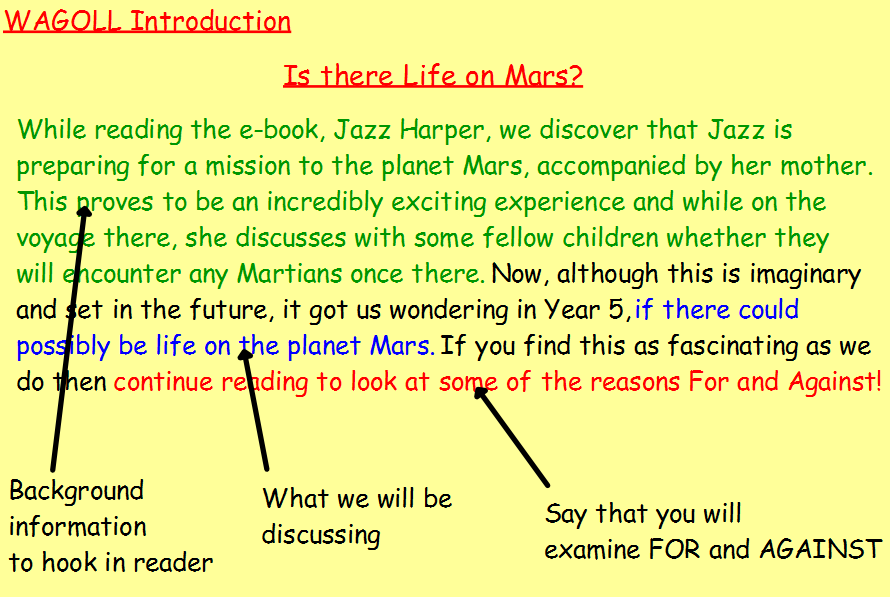 WAGOLL Introduction
Is there Life on Mars?
While reading the e-book, Jazz Harper, we discover that Jazz is
preparing for a mission to the planet Mars, accompanied by her mother.
This proves to be an incredibly exciting experience and while on the
voyage there, she discusses with some fellow children whether they
will encounter any Martians once there. Now, although this is imaginary
and set in the future, it got us wondering in Year 5, if there could
possibly be life on the planet Mars. If you find this as fascinating as we
do then continue reading to look at some of the reasons For and Against!
Background
information
to hook in reader
What we will be
discussing
Say that you will
examine FOR and AGAINST